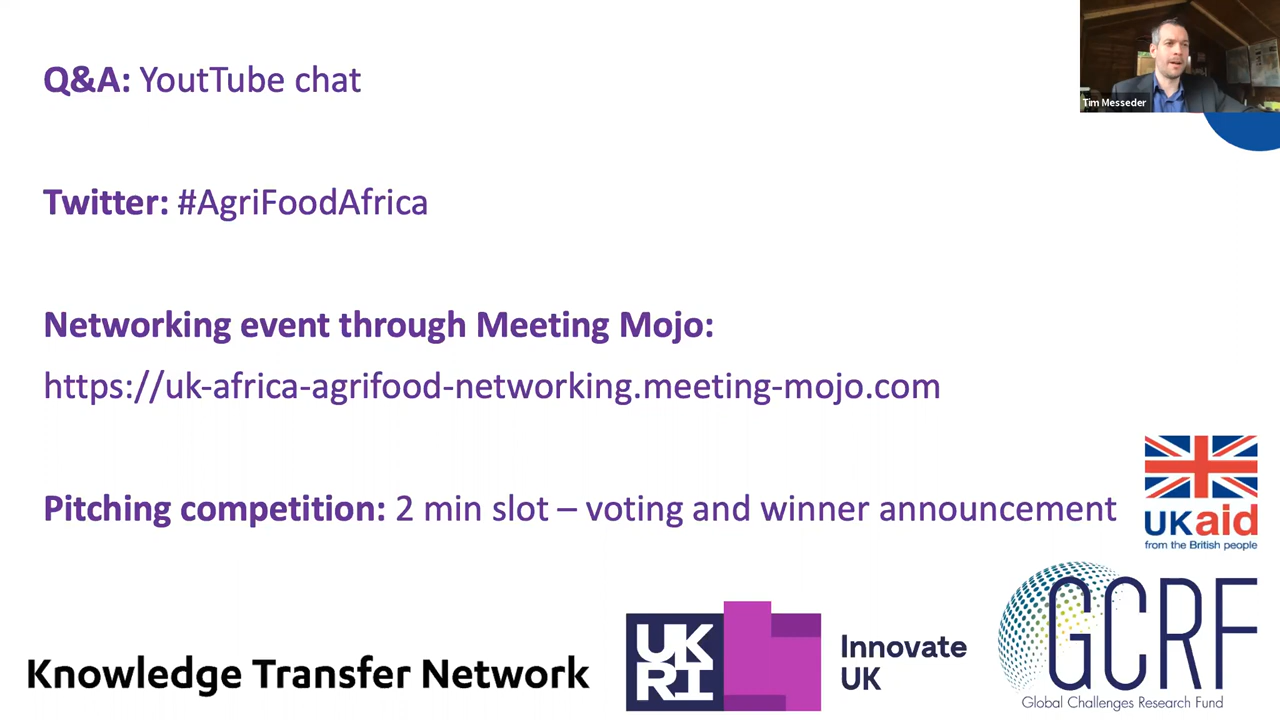 Q&A: YoutTube chat
Tim Messeder
Twitter: #AgriFoodAfrica
Networking event through Meeting Mojo:
https://uk-africa-agrifood-networking.meeting-mojo.com
Pitching competition: 2 min slot – voting and winner announcement
UKaid
from the British people
Knowledge Transfer Network
UK
RI
Innovate
UK
GCRF
Global Challenges Research Fund